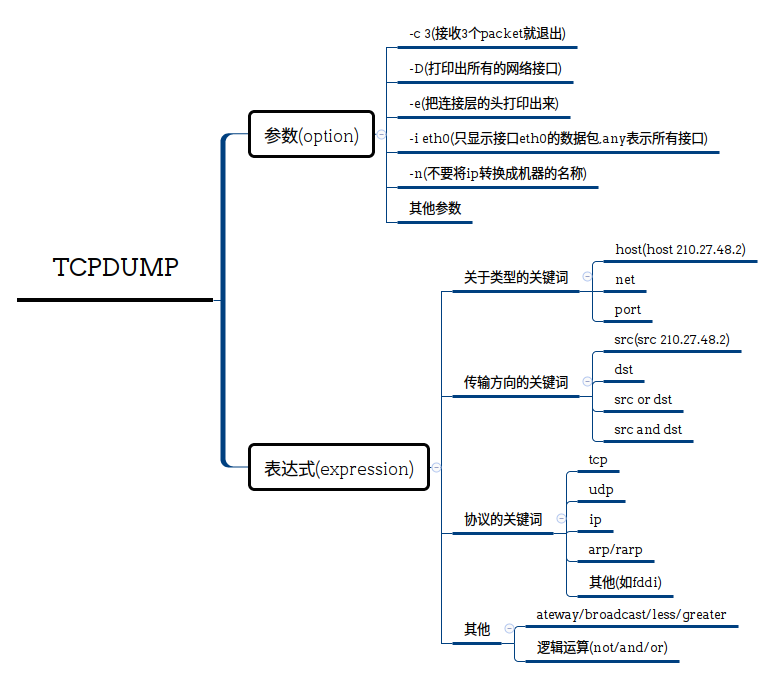 TCPDUMP
参数(option)
-c 3(接收3个packet就退出)
-D(打印出所有的网络接口)
-e(把连接层的头打印出来)
-i eth0(只显示接口eth0的数据包,any表示所有接口)
-n(不要将ip转换成机器的名称)
其他参数
表达式(expression)
关于类型的关键词
host(host 210.27.48.2)
net
port
传输方向的关键词
src(src 210.27.48.2)
dst
src or dst
src and dst
协议的关键词
tcp
udp
ip
arp/rarp
其他(如fddi)
其他
ateway/broadcast/less/greater
逻辑运算(not/and/or)